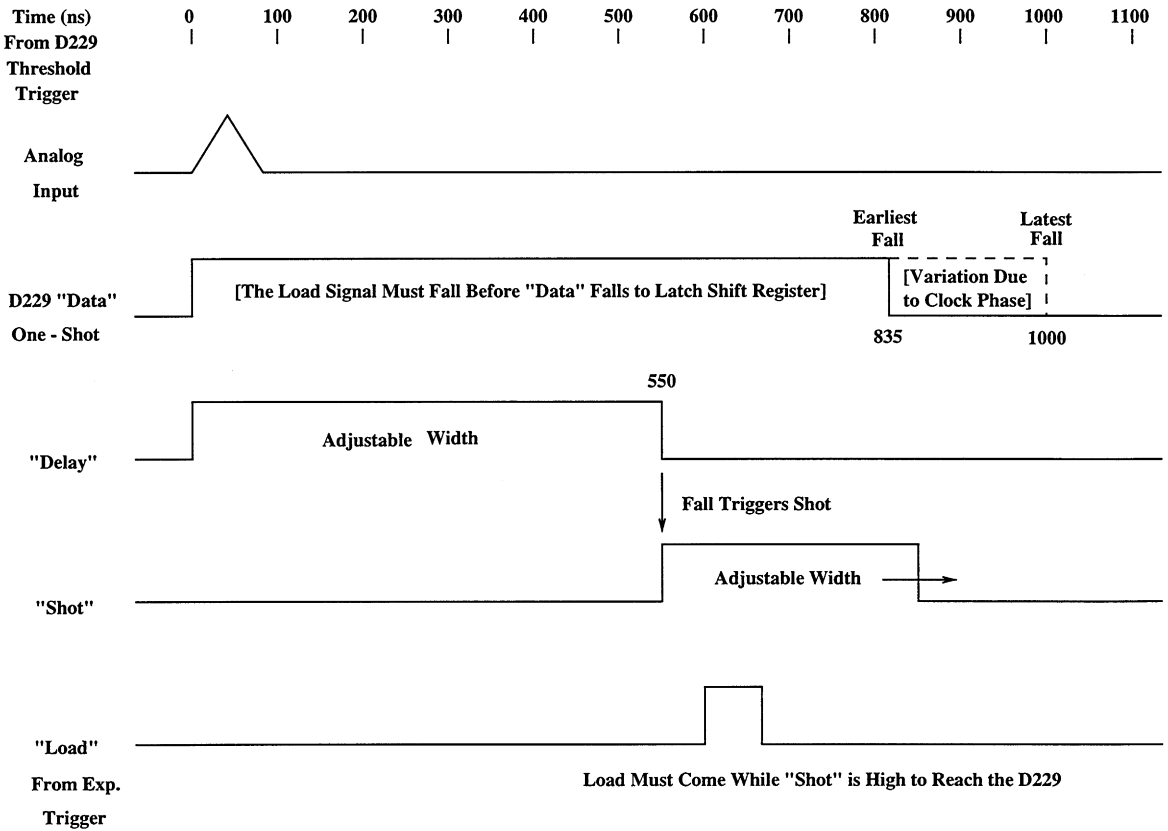 Time (ns) 0 100 200 300 400 500 600 700 800 900 1000 1100
From D229
Threshold
Trigger
Analog
Input
Earliest Latest
Fall Fall
D229 "Data" [The Load Signal Must Fall Before "Data" Falls to Latch Shift Register] [Variation Due
to Clock Phase]
One - Shot 835 1000
550
Adjustable Width
"Delay"
Fall Triggers Shot
Adjustable Width
"Shot"
"Load"
From Exp. Load Must Come While "Shot" is High to Reach the D229
Trigger